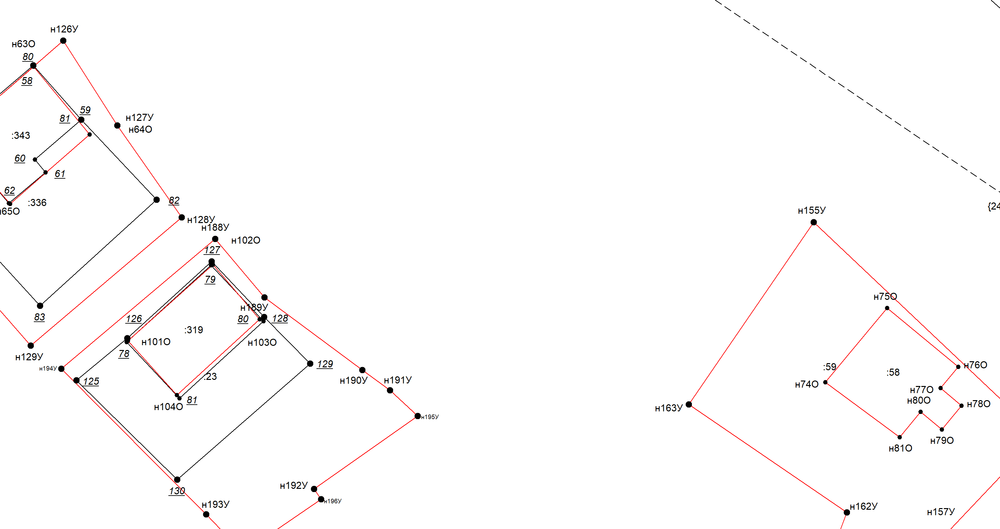 н126У
н63О
80
58
59
81
н127У
н64О
:343
60
61
62
:336
н65О
82
н128У
н188У
н102О
127
79
83
126
н189У
80
128
:319
н101О
н103О
78
н129У
н194У
125
129
:23
81
н104О
н190У
н191У
н195У
130
н192У
н196У
н193У
{24
н155У
н75О
:59
:58
н76О
н74О
н77О
н80О
н78О
н163У
н79О
н81О
н162У
н157У